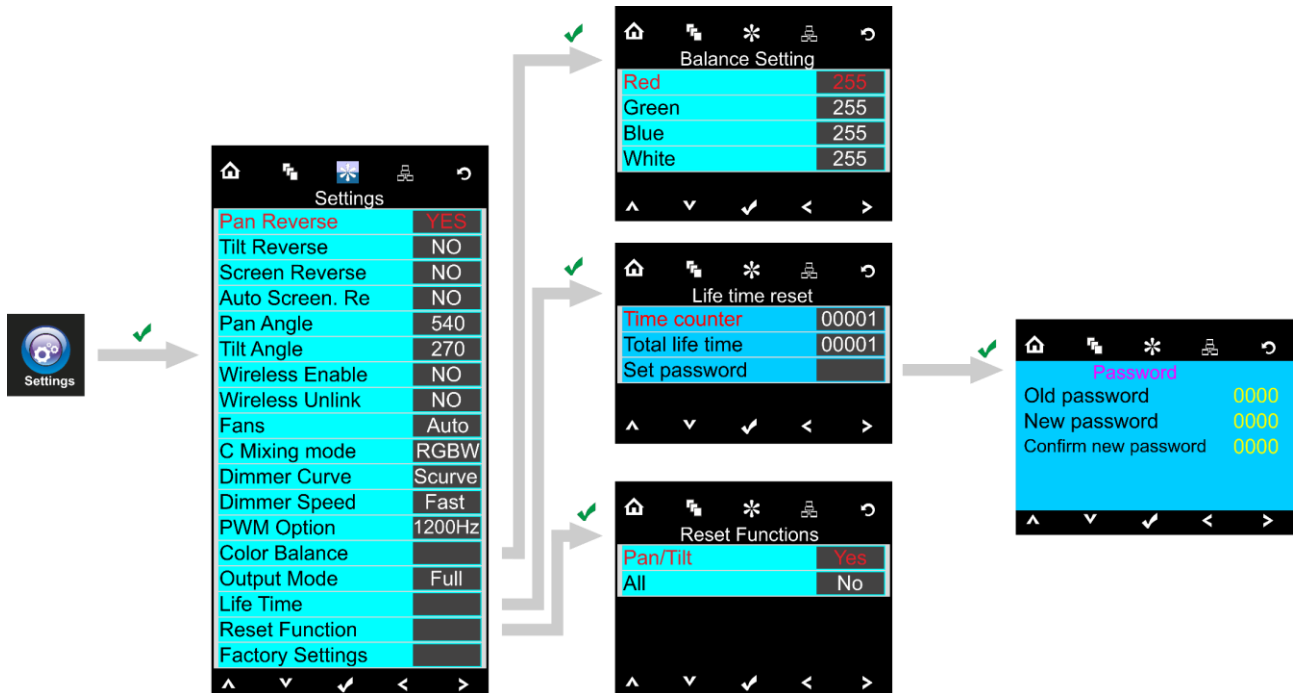 Settings
Settings
Pan Reverse YES
Tilt Reverse NO
Screen Reverse NO
Auto Screen. Re NO
Pan Angle 540
Tilt Angle 270
Wireless Enable NO
Wireless Unlink NO
Fans Auto
C Mixing mode RGBW
Dimmer Curve Scurve
Dimmer Speed Fast
PWM Option 1200Hz
Color Balance
Output Mode Full
Life Time
Reset Function
Factory Settings
Balance Setting
Red 255
Green 255
Blue 255
White 255
Life time reset
Time counter 00001
Total life time 00001
Set password
Reset Functions
Pan/Tilt Yes
All No
Password
Old password 0000
New password 0000
Confirm new password 0000